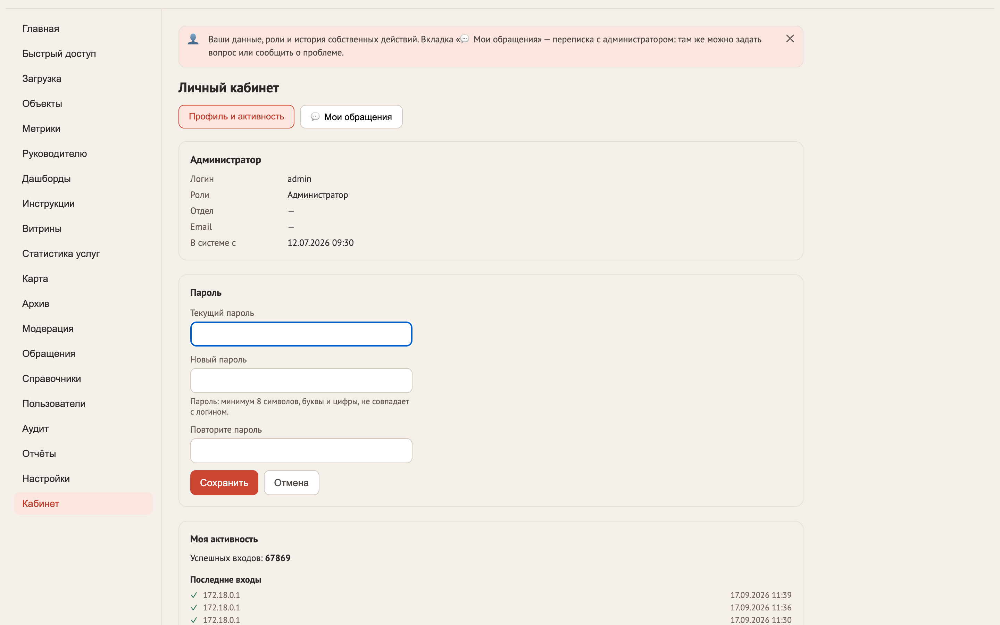 Главная
Быстрый доступ
Загрузка
Объекты
Метрики
Руководителю
Дашборды
Инструкции
Витрины
Статистика услуг
Карта
Архив
Модерация
Обращения
Справочники
Пользователи
Аудит
Отчёты
Настройки
Кабинет
Ваши данные, роли и история собственных действий. Вкладка «💬 Мои обращения» — переписка с администратором: там же можно задать
вопрос или сообщить о проблеме.
Личный кабинет
Профиль и активность
💬 Мои обращения
Администратор
Логин admin
Роли Администратор
Отдел —
Email —
В системе с 12.07.2026 09:30
Пароль
Текущий пароль
Новый пароль
Пароль: минимум 8 символов, буквы и цифры, не совпадает
с логином.
Повторите пароль
Сохранить
Отмена
Моя активность
Успешных входов: 67869
Последние входы
✓ 172.18.0.1 17.09.2026 11:39
✓ 172.18.0.1 17.09.2026 11:36
✓ 172.18.0.1 17.09.2026 11:30